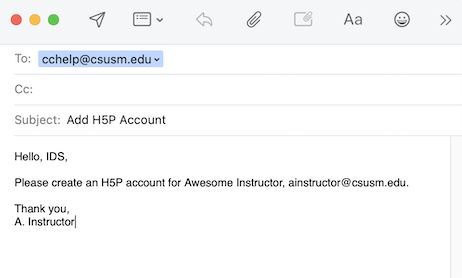 Aa
To: cchelp@csusm.edu
Cc:
Subject: Add H5P Account
Hello, IDS,
Please create an H5P account for Awesome Instructor, ainstructor@csusm.edu.
Thank you,
A. Instructor